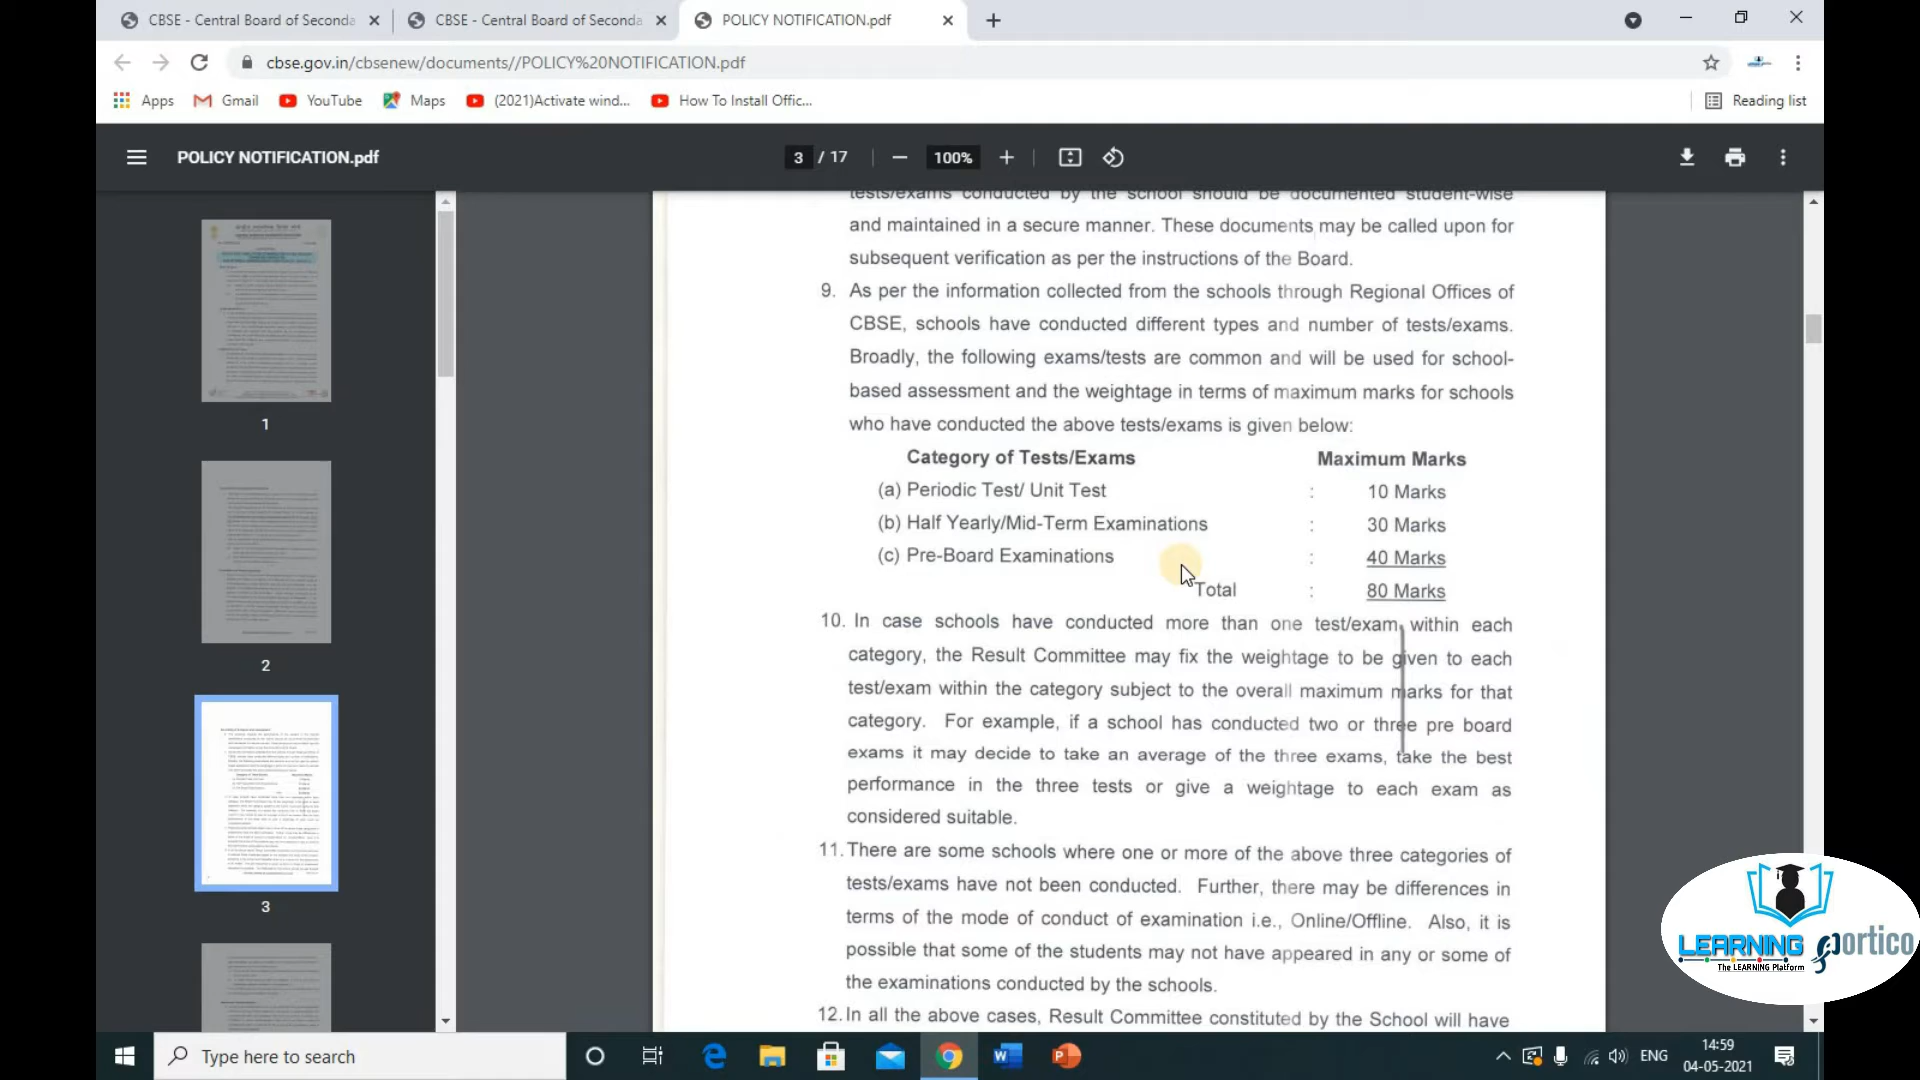 CBSE - Central Board of Seconda
CBSE - Central Board of Seconda
POLICY NOTIFICATION.pdf
cbse.gov.in/cbsenew/documents//POLICY%20NOTIFICATION.pdf
Apps
Gmail
YouTube
Maps
(2021)Activate wind...
How To Install Offic...
Reading list
POLICY NOTIFICATION.pdf
3 / 17
100%
1
2
3
tests/exams conducted by the school should be documented student-wise
and maintained in a secure manner. These documents may be called upon for
subsequent verification as per the instructions of the Board.
9. As per the information collected from the schools through Regional Offices of
CBSE, schools have conducted different types and number of tests/exams.
Broadly, the following exams/tests are common and will be used for school-
based assessment and the weightage in terms of maximum marks for schools
who have conducted the above tests/exams is given below:
Category of Tests/Exams Maximum Marks
(a) Periodic Test/ Unit Test : 10 Marks
(b) Half Yearly/Mid-Term Examinations : 30 Marks
(c) Pre-Board Examinations : 40 Marks
Total : 80 Marks
10. In case schools have conducted more than one test/exam within each
category, the Result Committee may fix the weightage to be given to each
test/exam within the category subject to the overall maximum marks for that
category. For example, if a school has conducted two or three pre board
exams it may decide to take an average of the three exams, take the best
performance in the three tests or give a weightage to each exam as
considered suitable.
11. There are some schools where one or more of the above three categories of
tests/exams have not been conducted. Further, there may be differences in
terms of the mode of conduct of examination i.e., Online/Offline. Also, it is
possible that some of the students may not have appeared in any or some of
the examinations conducted by the schools.
12. In all the above cases, Result Committee constituted by the School will have
LEARNING portico
The LEARNING Platform
Type here to search
ENG
14:59
04-05-2021